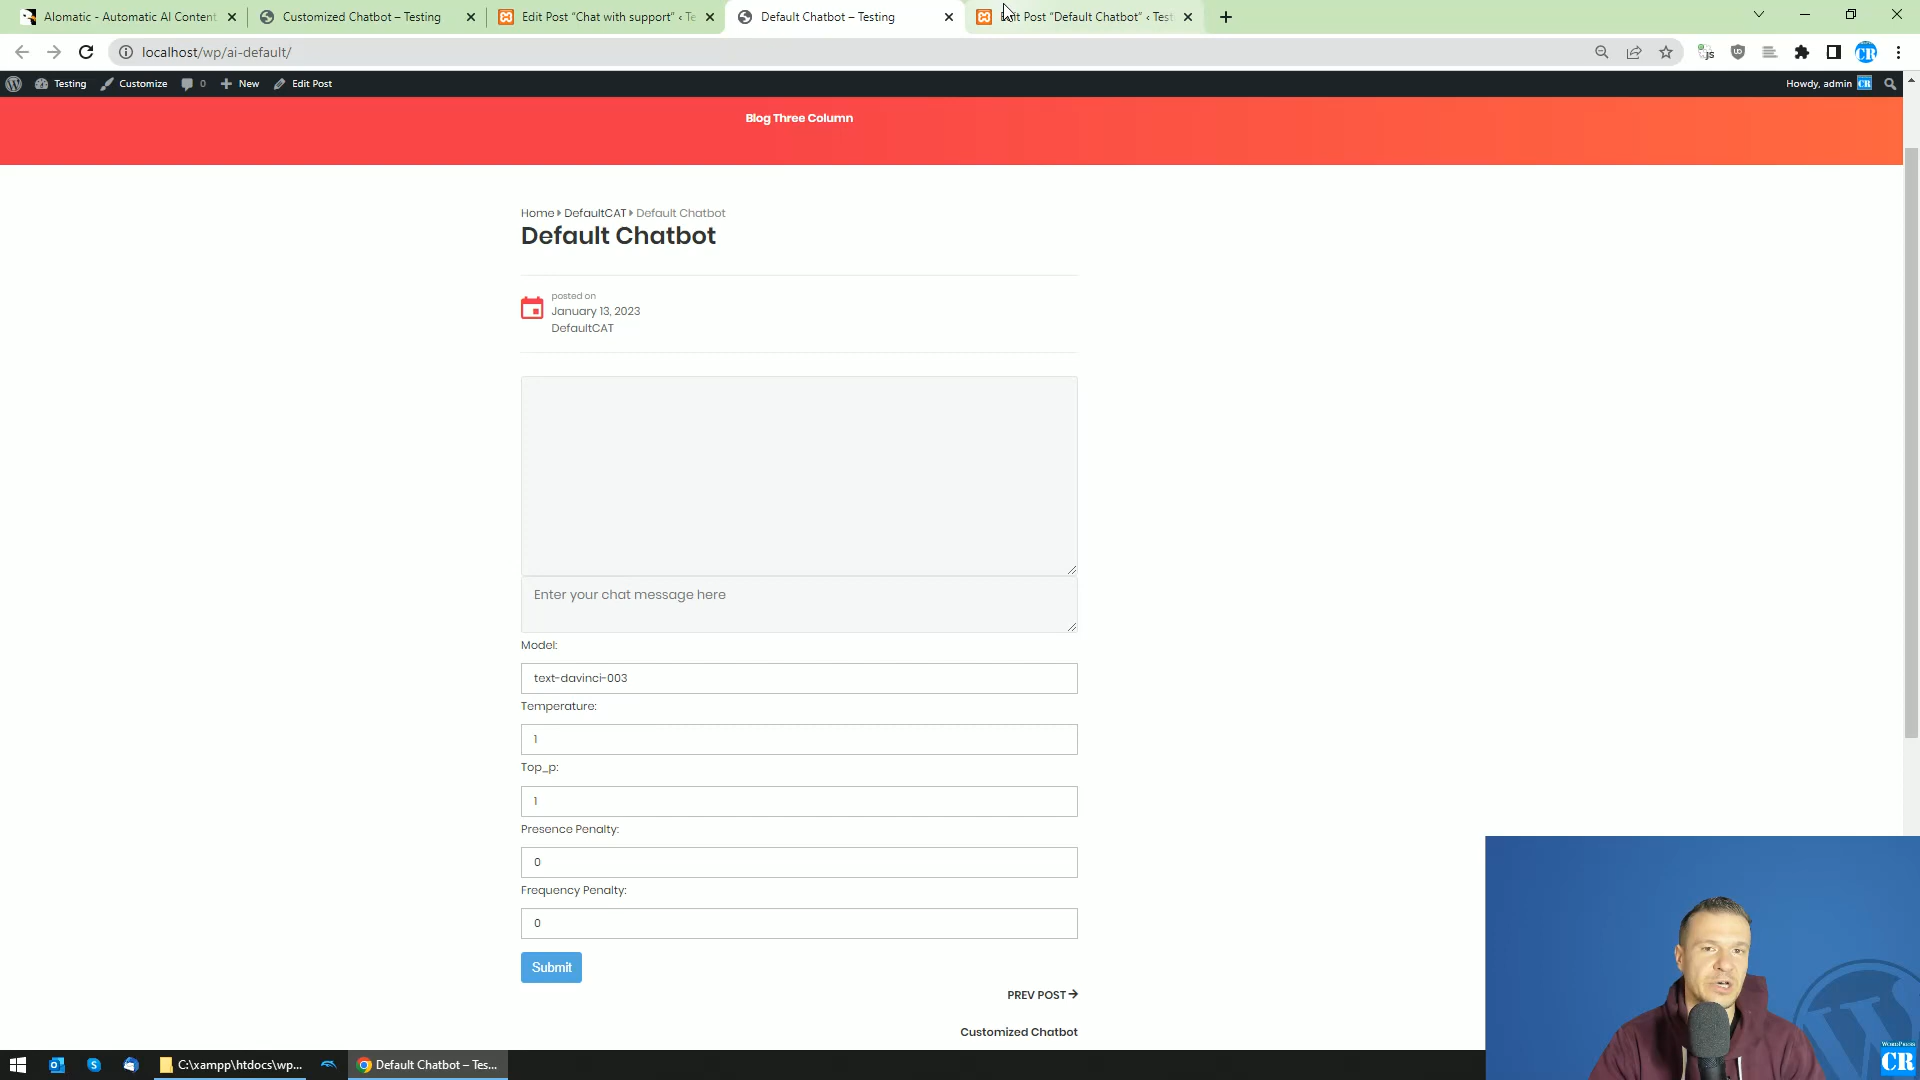 Alomatic - Automatic AI Content
Customized Chatbot – Testing
Edit Post “Chat with support” ‹ Te
Default Chatbot – Testing
Edit Post “Default Chatbot” ‹ Test
localhost/wp/ai-default/
Testing
Customize
0
New
Edit Post
Howdy, admin
CR
Blog Three Column
Home
DefaultCAT
Default Chatbot
Default Chatbot
posted on
January 13, 2023
DefaultCAT
Enter your chat message here
Model:
text-davinci-003
Temperature:
1
Top_p:
1
Presence Penalty:
0
Frequency Penalty:
0
Submit
PREV POST
Customized Chatbot
C:\xampp\htdocs\wp...
Default Chatbot – Tes...
WORDPRESS
CR